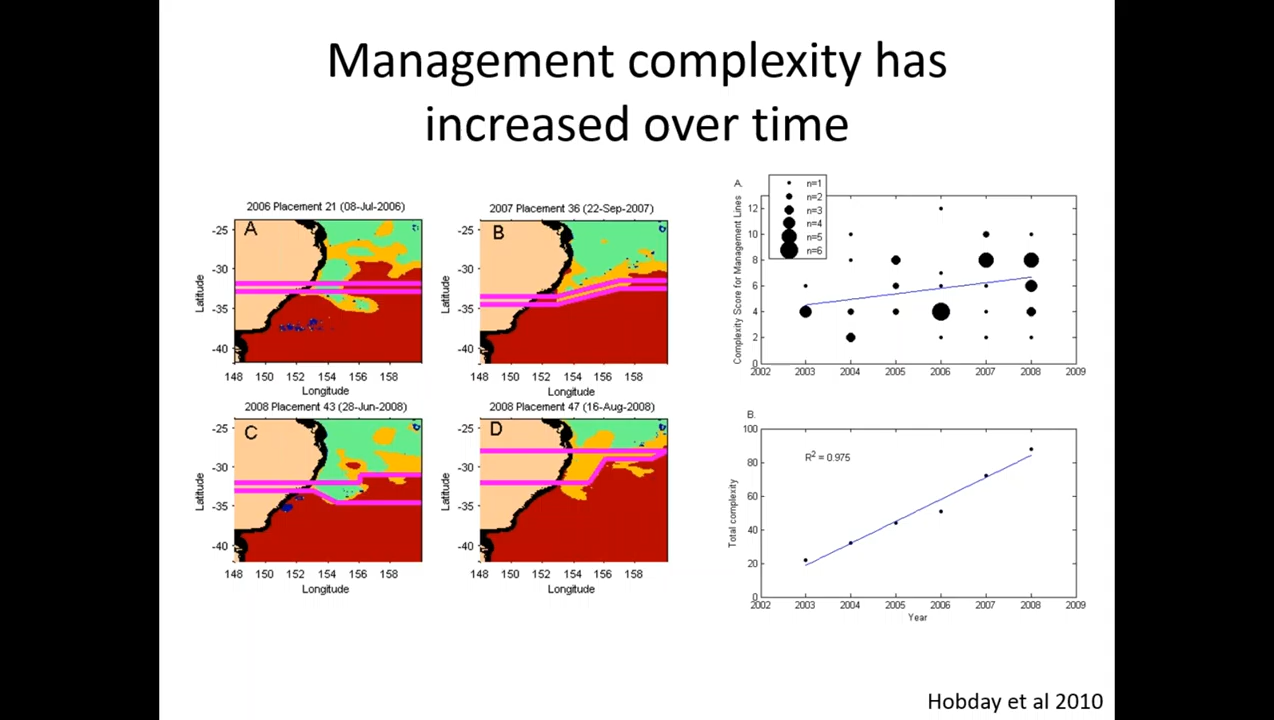 Management complexity has
increased over time
2006 Placement 21 (08-Jul-2006)
A
-25
-30
-35
-40
Latitude
148 150 152 154 156 158
Longitude
2007 Placement 36 (22-Sep-2007)
B
-25
-30
-35
-40
Latitude
148 150 152 154 156 158
Longitude
2008 Placement 43 (28-Jun-2008)
C
-25
-30
-35
-40
Latitude
148 150 152 154 156 158
Longitude
2008 Placement 47 (16-Aug-2008)
D
-25
-30
-35
-40
Latitude
148 150 152 154 156 158
Longitude
A.
n=1
n=2
n=3
n=4
n=5
n=6
Complexity Score for Management Lines
12
10
8
6
4
2
0
2002 2003 2004 2005 2006 2007 2008 2009
B.
R² = 0.975
Total complexity
100
80
60
40
20
0
2002 2003 2004 2005 2006 2007 2008 2009
Year
Hobday et al 2010